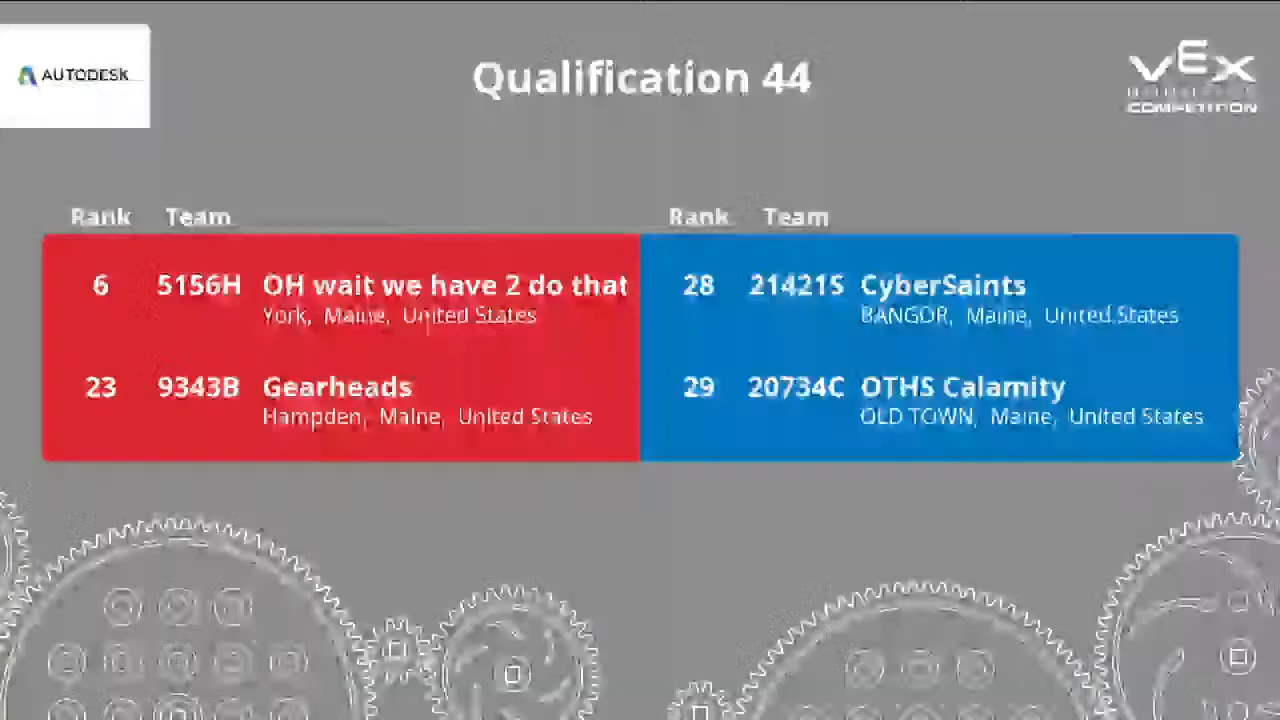 AUTODESK
Qualification 44
VEX
COMPETITION
Rank Team
6 5156H OH wait we have 2 do that
York, Maine, United States
23 9343B Gearheads
Hampden, Maine, United States
Rank Team
28 21421S CyberSaints
BANGOR, Maine, United States
29 20734C OTHS Calamity
OLD TOWN, Maine, United States